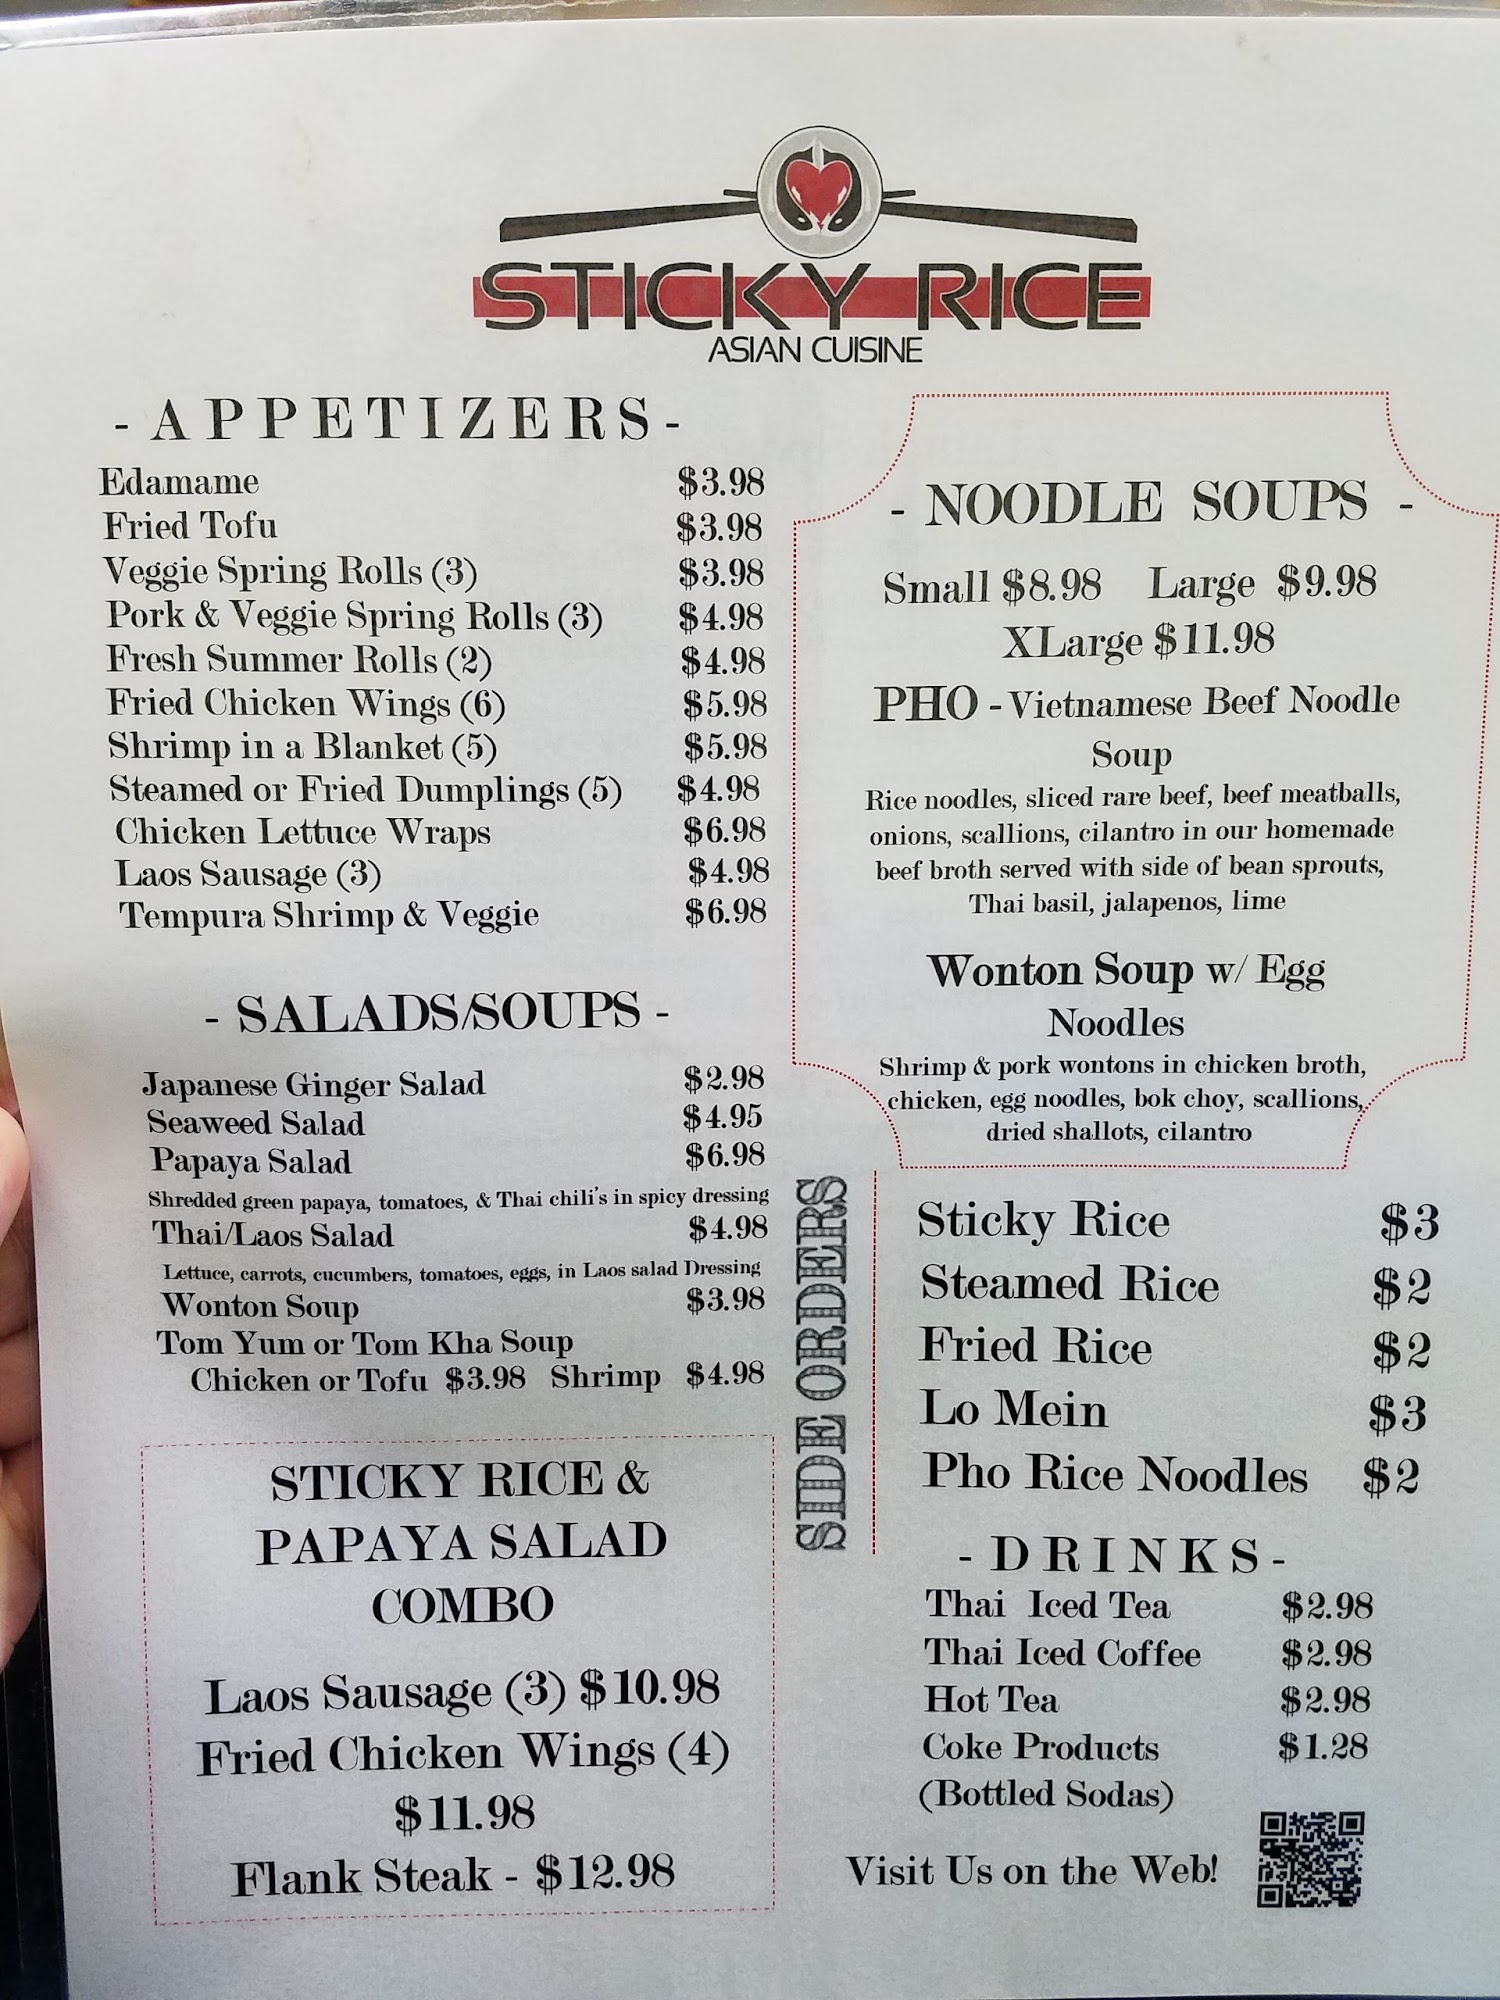 STICKY RICE
ASIAN CUISINE
- APPETIZERS -
Edamame $3.98
Fried Tofu $3.98
Veggie Spring Rolls (3) $3.98
Pork & Veggie Spring Rolls (3) $4.98
Fresh Summer Rolls (2) $4.98
Fried Chicken Wings (6) $5.98
Shrimp in a Blanket (5) $5.98
Steamed or Fried Dumplings (5) $4.98
Chicken Lettuce Wraps $6.98
Laos Sausage (3) $4.98
Tempura Shrimp & Veggie $6.98
- SALADS/SOUPS -
Japanese Ginger Salad $2.98
Seaweed Salad $4.95
Papaya Salad $6.98
Shredded green papaya, tomatoes, & Thai chili's in spicy dressing
Thai/Laos Salad $4.98
Lettuce, carrots, cucumbers, tomatoes, eggs, in Laos salad Dressing
Wonton Soup $3.98
Tom Yum or Tom Kha Soup
Chicken or Tofu $3.98 Shrimp $4.98
STICKY RICE &
PAPAYA SALAD
COMBO
Laos Sausage (3) $10.98
Fried Chicken Wings (4)
$11.98
Flank Steak - $12.98
- NOODLE SOUPS -
Small $8.98 Large $9.98
XLarge $11.98
PHO - Vietnamese Beef Noodle
Soup
Rice noodles, sliced rare beef, beef meatballs,
onions, scallions, cilantro in our homemade
beef broth served with side of bean sprouts,
Thai basil, jalapenos, lime
Wonton Soup w/ Egg
Noodles
Shrimp & pork wontons in chicken broth,
chicken, egg noodles, bok choy, scallions,
dried shallots, cilantro
SIDE ORDERS
Sticky Rice $3
Steamed Rice $2
Fried Rice $2
Lo Mein $3
Pho Rice Noodles $2
- DRINKS -
Thai Iced Tea $2.98
Thai Iced Coffee $2.98
Hot Tea $2.98
Coke Products $1.28
(Bottled Sodas)
Visit Us on the Web!